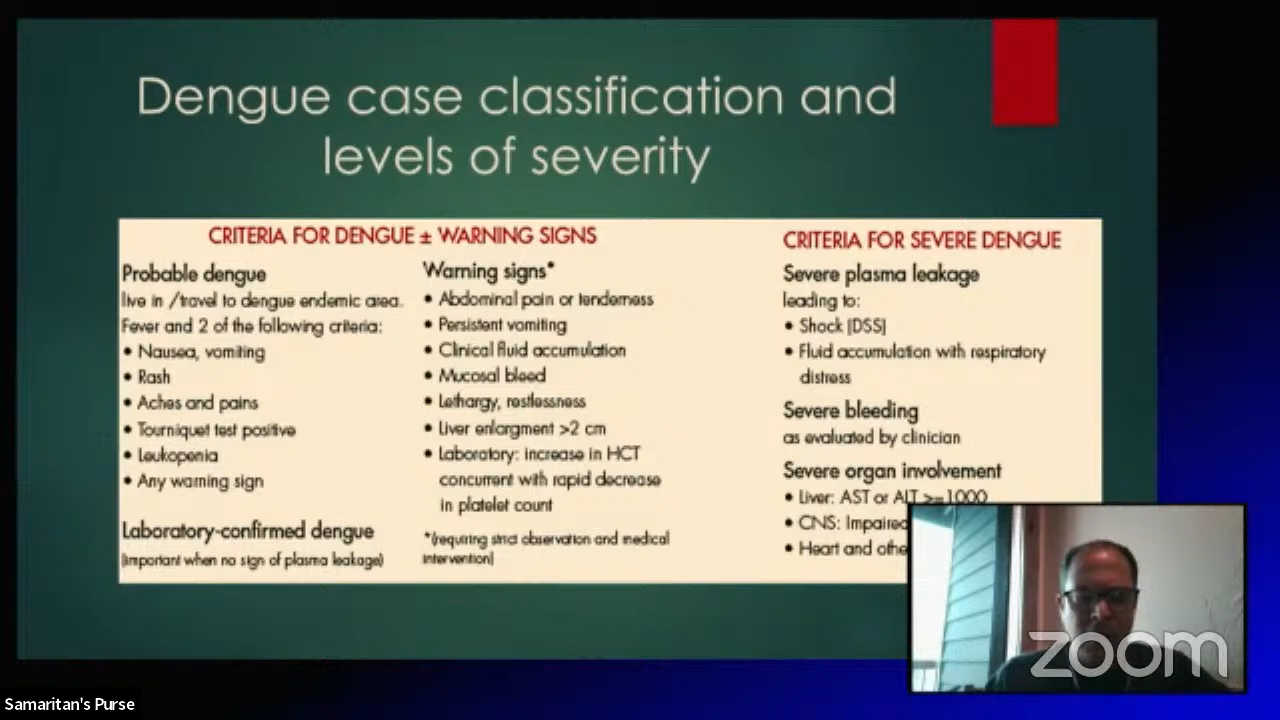 Dengue case classification and
levels of severity
CRITERIA FOR DENGUE ± WARNING SIGNS
Probable dengue
live in /travel to dengue endemic area.
Fever and 2 of the following criteria:
• Nausea, vomiting
• Rash
• Aches and pains
• Tourniquet test positive
• Leukopenia
• Any warning sign
Laboratory-confirmed dengue
(important when no sign of plasma leakage)
Warning signs*
• Abdominal pain or tenderness
• Persistent vomiting
• Clinical fluid accumulation
• Mucosal bleed
• Lethargy, restlessness
• Liver enlargment >2 cm
• Laboratory: increase in HCT
concurrent with rapid decrease
in platelet count
*(requiring strict observation and medical
intervention)
CRITERIA FOR SEVERE DENGUE
Severe plasma leakage
leading to:
• Shock (DSS)
• Fluid accumulation with respiratory
distress
Severe bleeding
as evaluated by clinician
Severe organ involvement
• Liver: AST or ALT >=1000
• CNS: Impaired
• Heart and othe
zoom
Samaritan's Purse